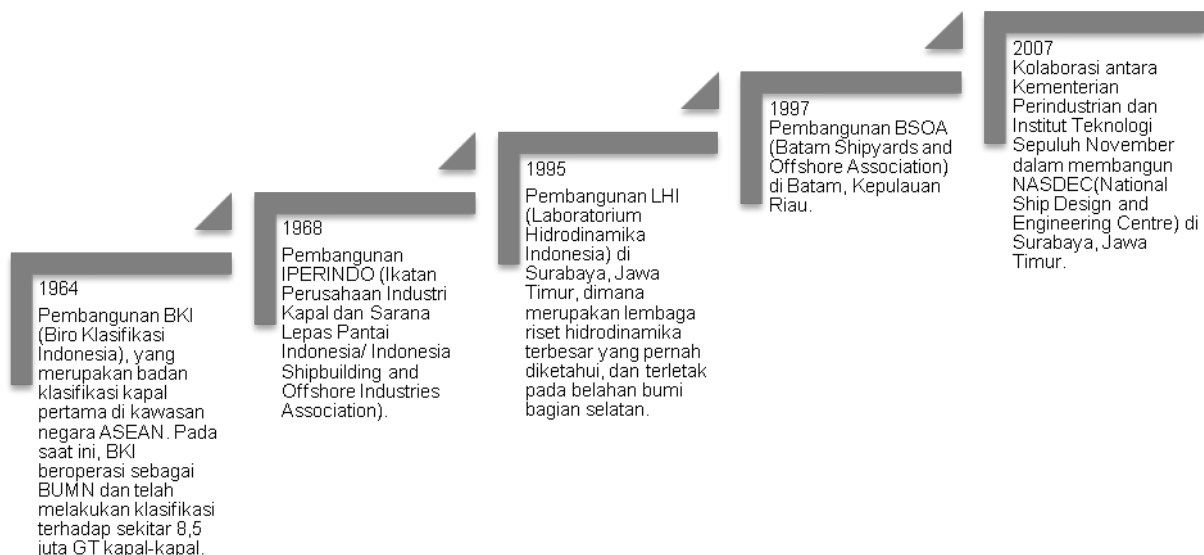 1964
Pembangunan BKI
(Biro Klasifikasi
Indonesia), yang
merupakan badan
klasifikasi kapal
pertama di kawasan
negara ASEAN. Pada
saat ini, BKI
beroperasi sebagai
BUMN dan telah
melakukan klasifikasi
terhadap sekitar 8,5
juta GT kapal-kapal.
1968
Pembangunan
IPERINDO (Ikatan
Perusahaan Industri
Kapal dan Sarana
Lepas Pantai
Indonesia/ Indonesia
Shipbuilding and
Offshore Industries
Association).
1995
Pembangunan LHI
(Laboratorium
Hidrodinamika
Indonesia) di
Surabaya, Jawa
Timur, dimana
merupakan lembaga
riset hidrodinamika
terbesar yang pernah
diketahui, dan terletak
pada belahan bumi
bagian selatan.
1997
Pembangunan BSOA
(Batam Shipyards and
Offshore Association)
di Batam, Kepulauan
Riau.
2007
Kolaborasi antara
Kementerian
Perindustrian dan
Institut Teknologi
Sepuluh November
dalam membangun
NASDEC(National
Ship Design and
Engineering Centre) di
Surabaya, Jawa
Timur.